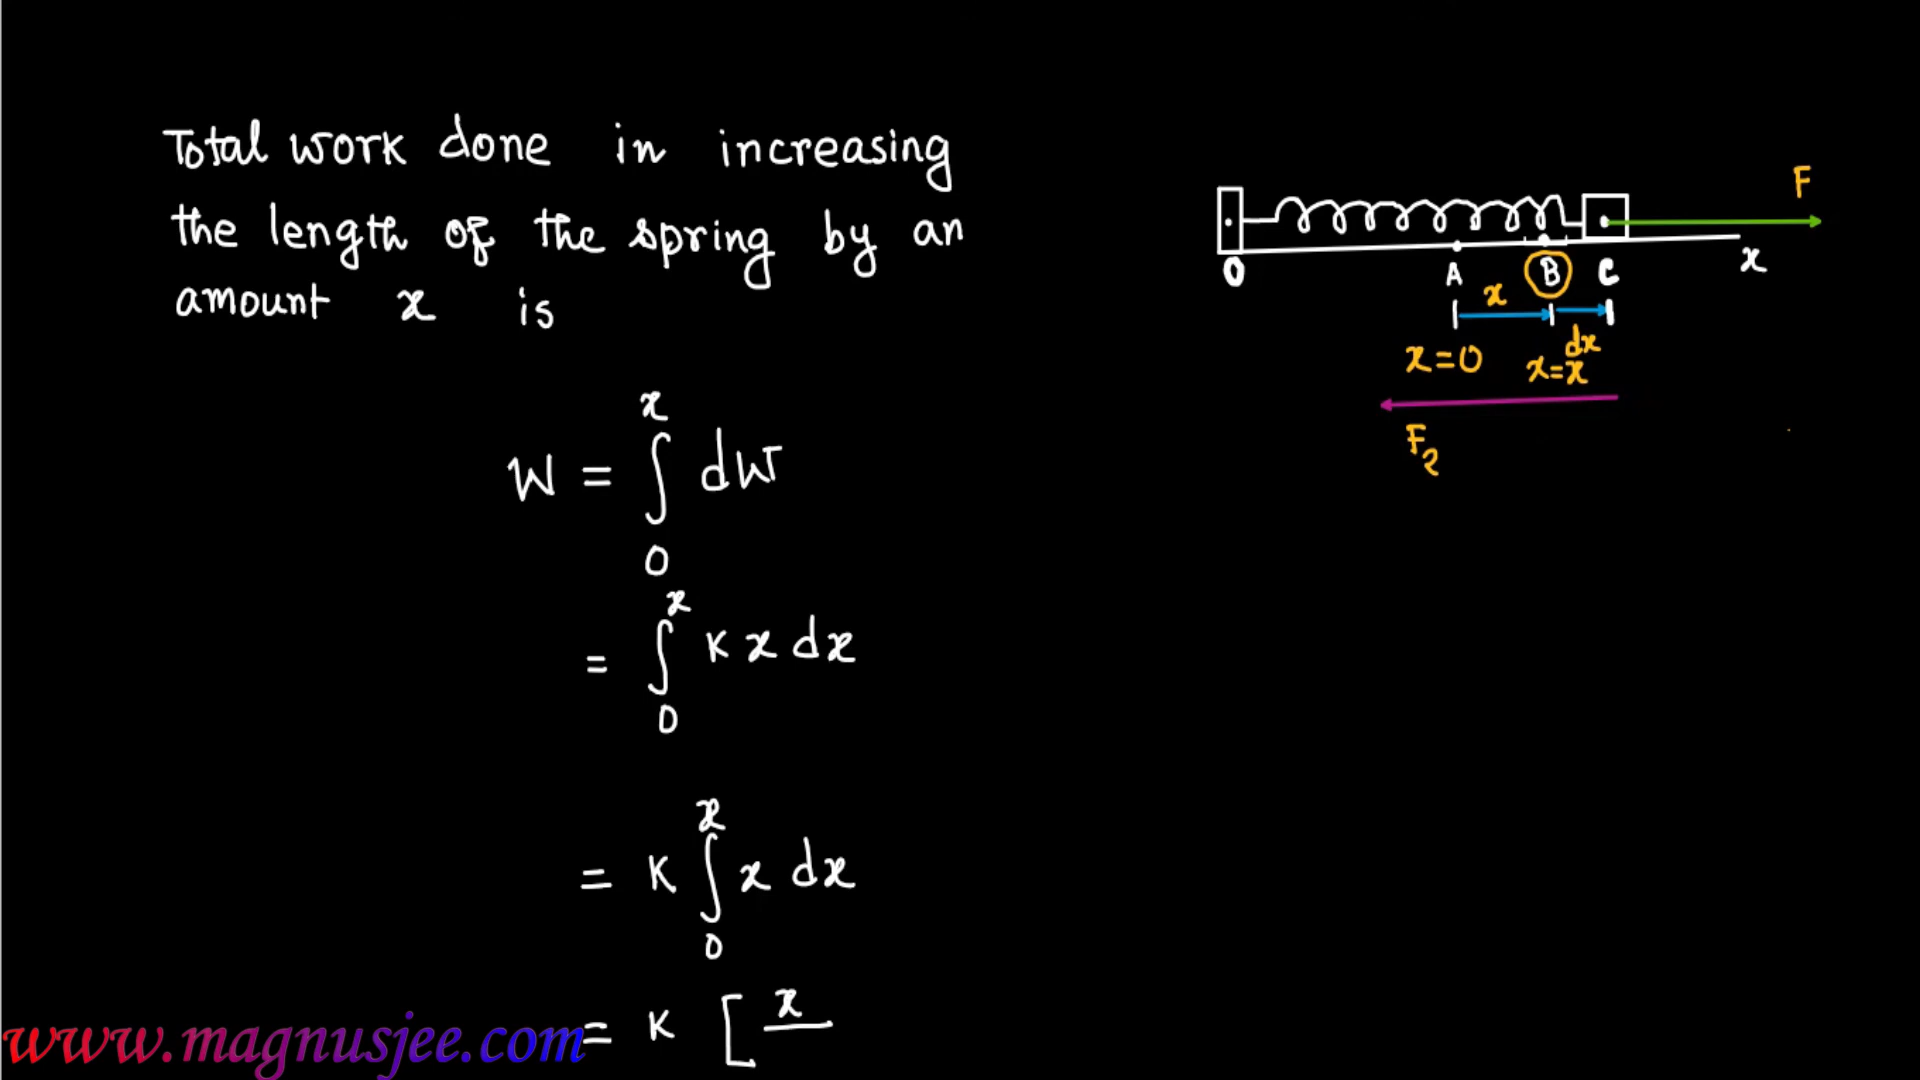 Total work done in increasing
the length of the spring by an
amount x is
W = ∫₀ˣ dW
= ∫₀ˣ K x dx
= K ∫₀ˣ x dx
= K [ x
www.magnusjee.com
F
O A B C x
x
dx
x=0 x=x
F₂